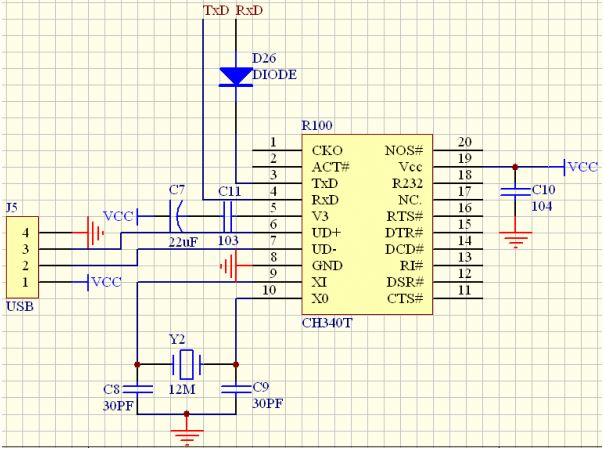 TxD RxD
D26
DIODE
R100
1 CKO NOS# 20
2 ACT# Vcc 19 VCC
3 TxD R232 18
4 RxD NC. 17
5 V3 RTS# 16
6 UD+ DTR# 15
7 UD- DCD# 14
8 GND RI# 13
9 XI DSR# 12
10 X0 CTS# 11
CH340T
C10
104
C7 C11
VCC
22uF 103
J5
4
3
2
1 VCC
USB
Y2
12M
C8
30PF
C9
30PF